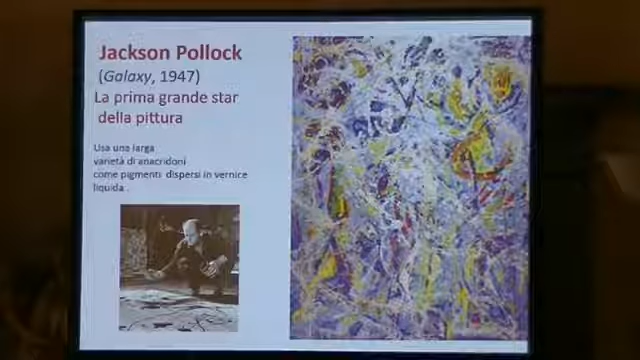 Jackson Pollock
(Galaxy, 1947)
La prima grande star
della pittura
Usa una larga
varietà di anacridoni
come pigmenti dispersi in vernice
liquida .